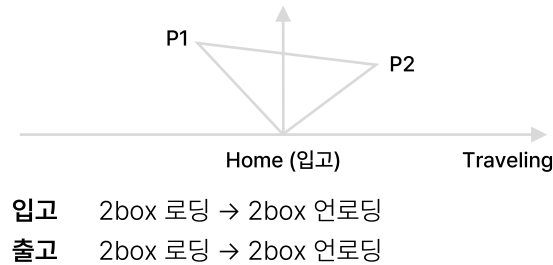 P1
P2
Home (입고)
Traveling
입고 2box 로딩 → 2box 언로딩
출고 2box 로딩 → 2box 언로딩